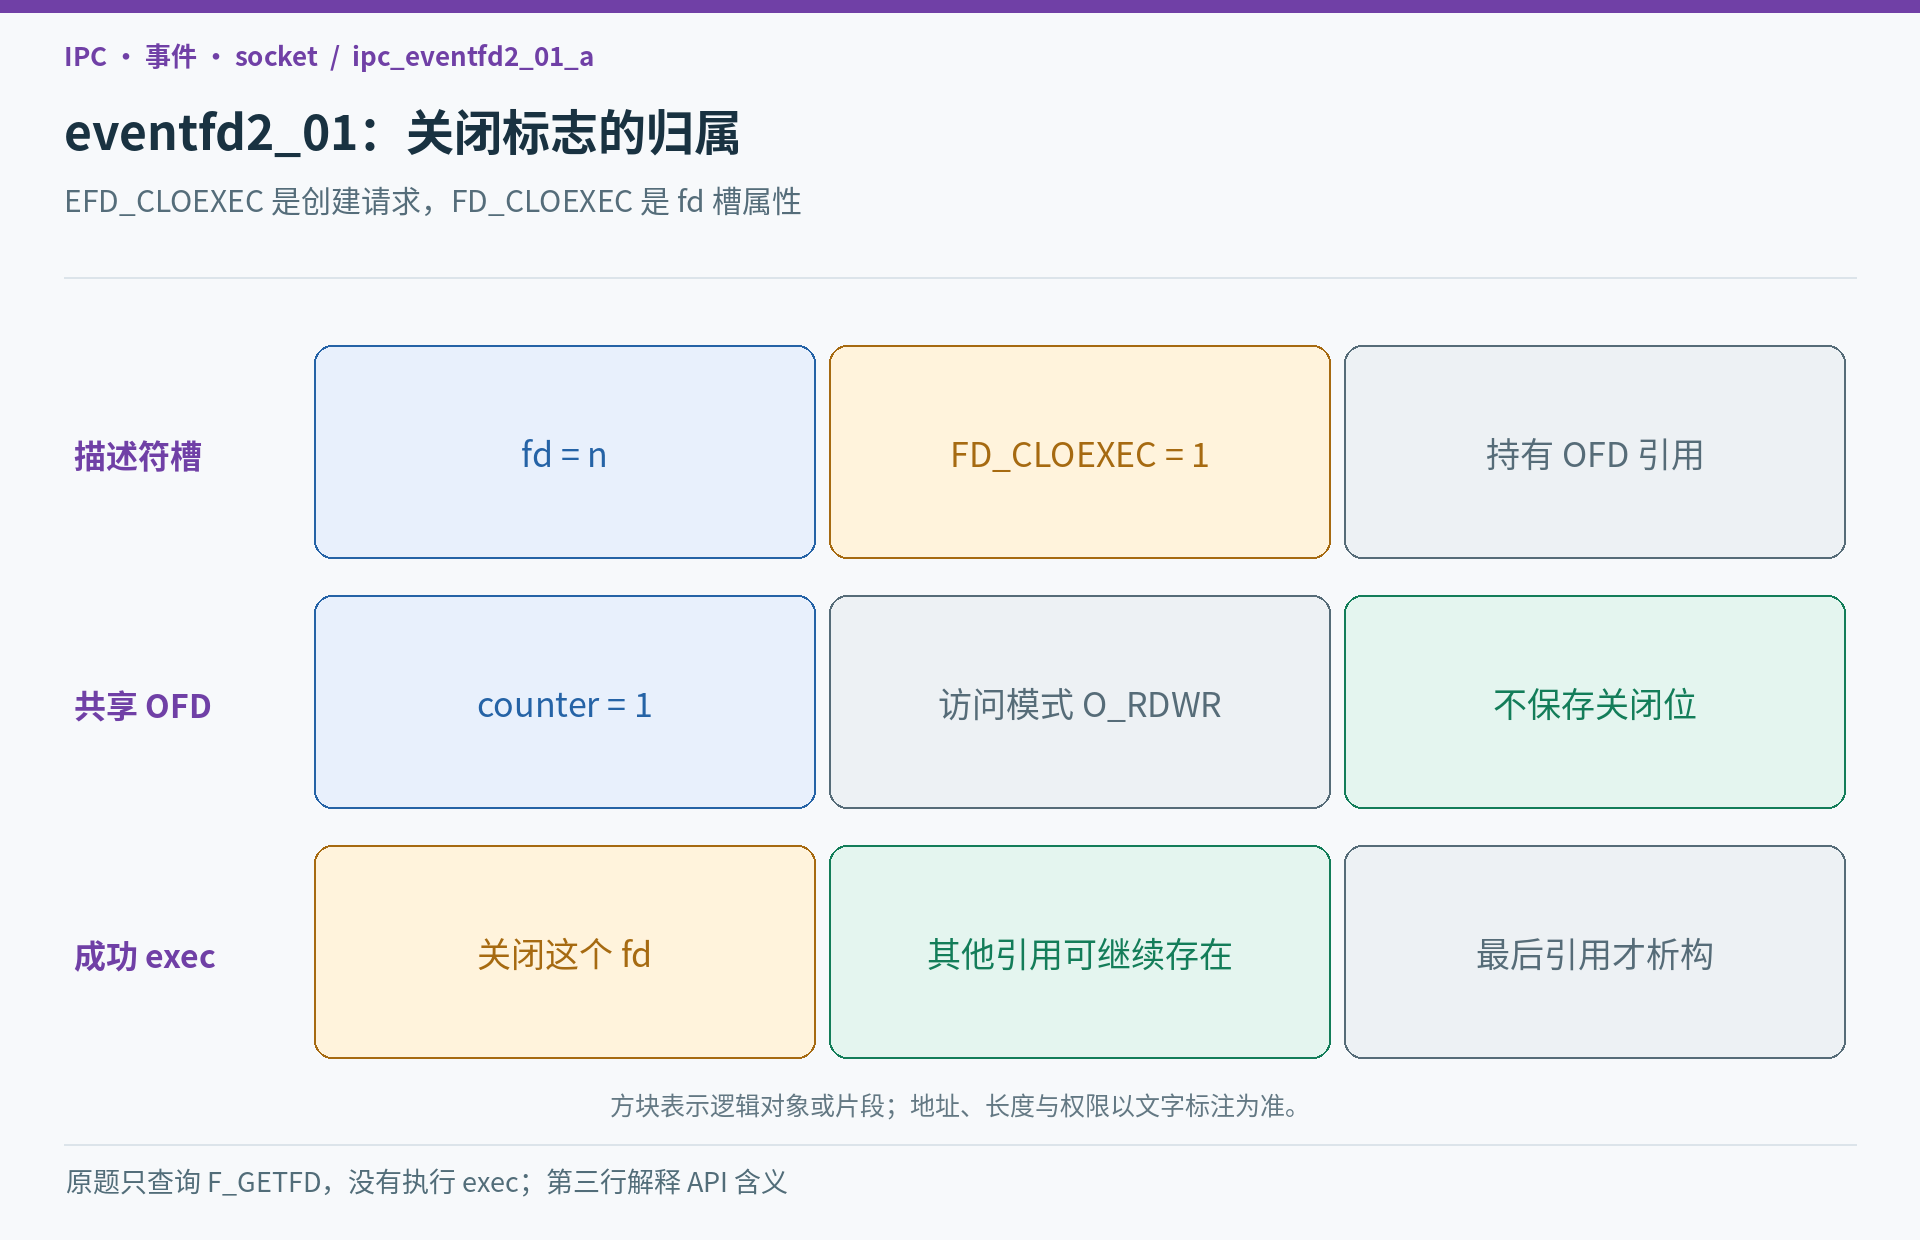 IPC · 事件 · socket / ipc_eventfd2_01_a
eventfd2_01：关闭标志的归属
EFD_CLOEXEC 是创建请求，FD_CLOEXEC 是 fd 槽属性
描述符槽
fd = n
FD_CLOEXEC = 1
持有 OFD 引用
共享 OFD
counter = 1
访问模式 O_RDWR
不保存关闭位
成功 exec
关闭这个 fd
其他引用可继续存在
最后引用才析构
方块表示逻辑对象或片段；地址、长度与权限以文字标注为准。
原题只查询 F_GETFD，没有执行 exec；第三行解释 API 含义